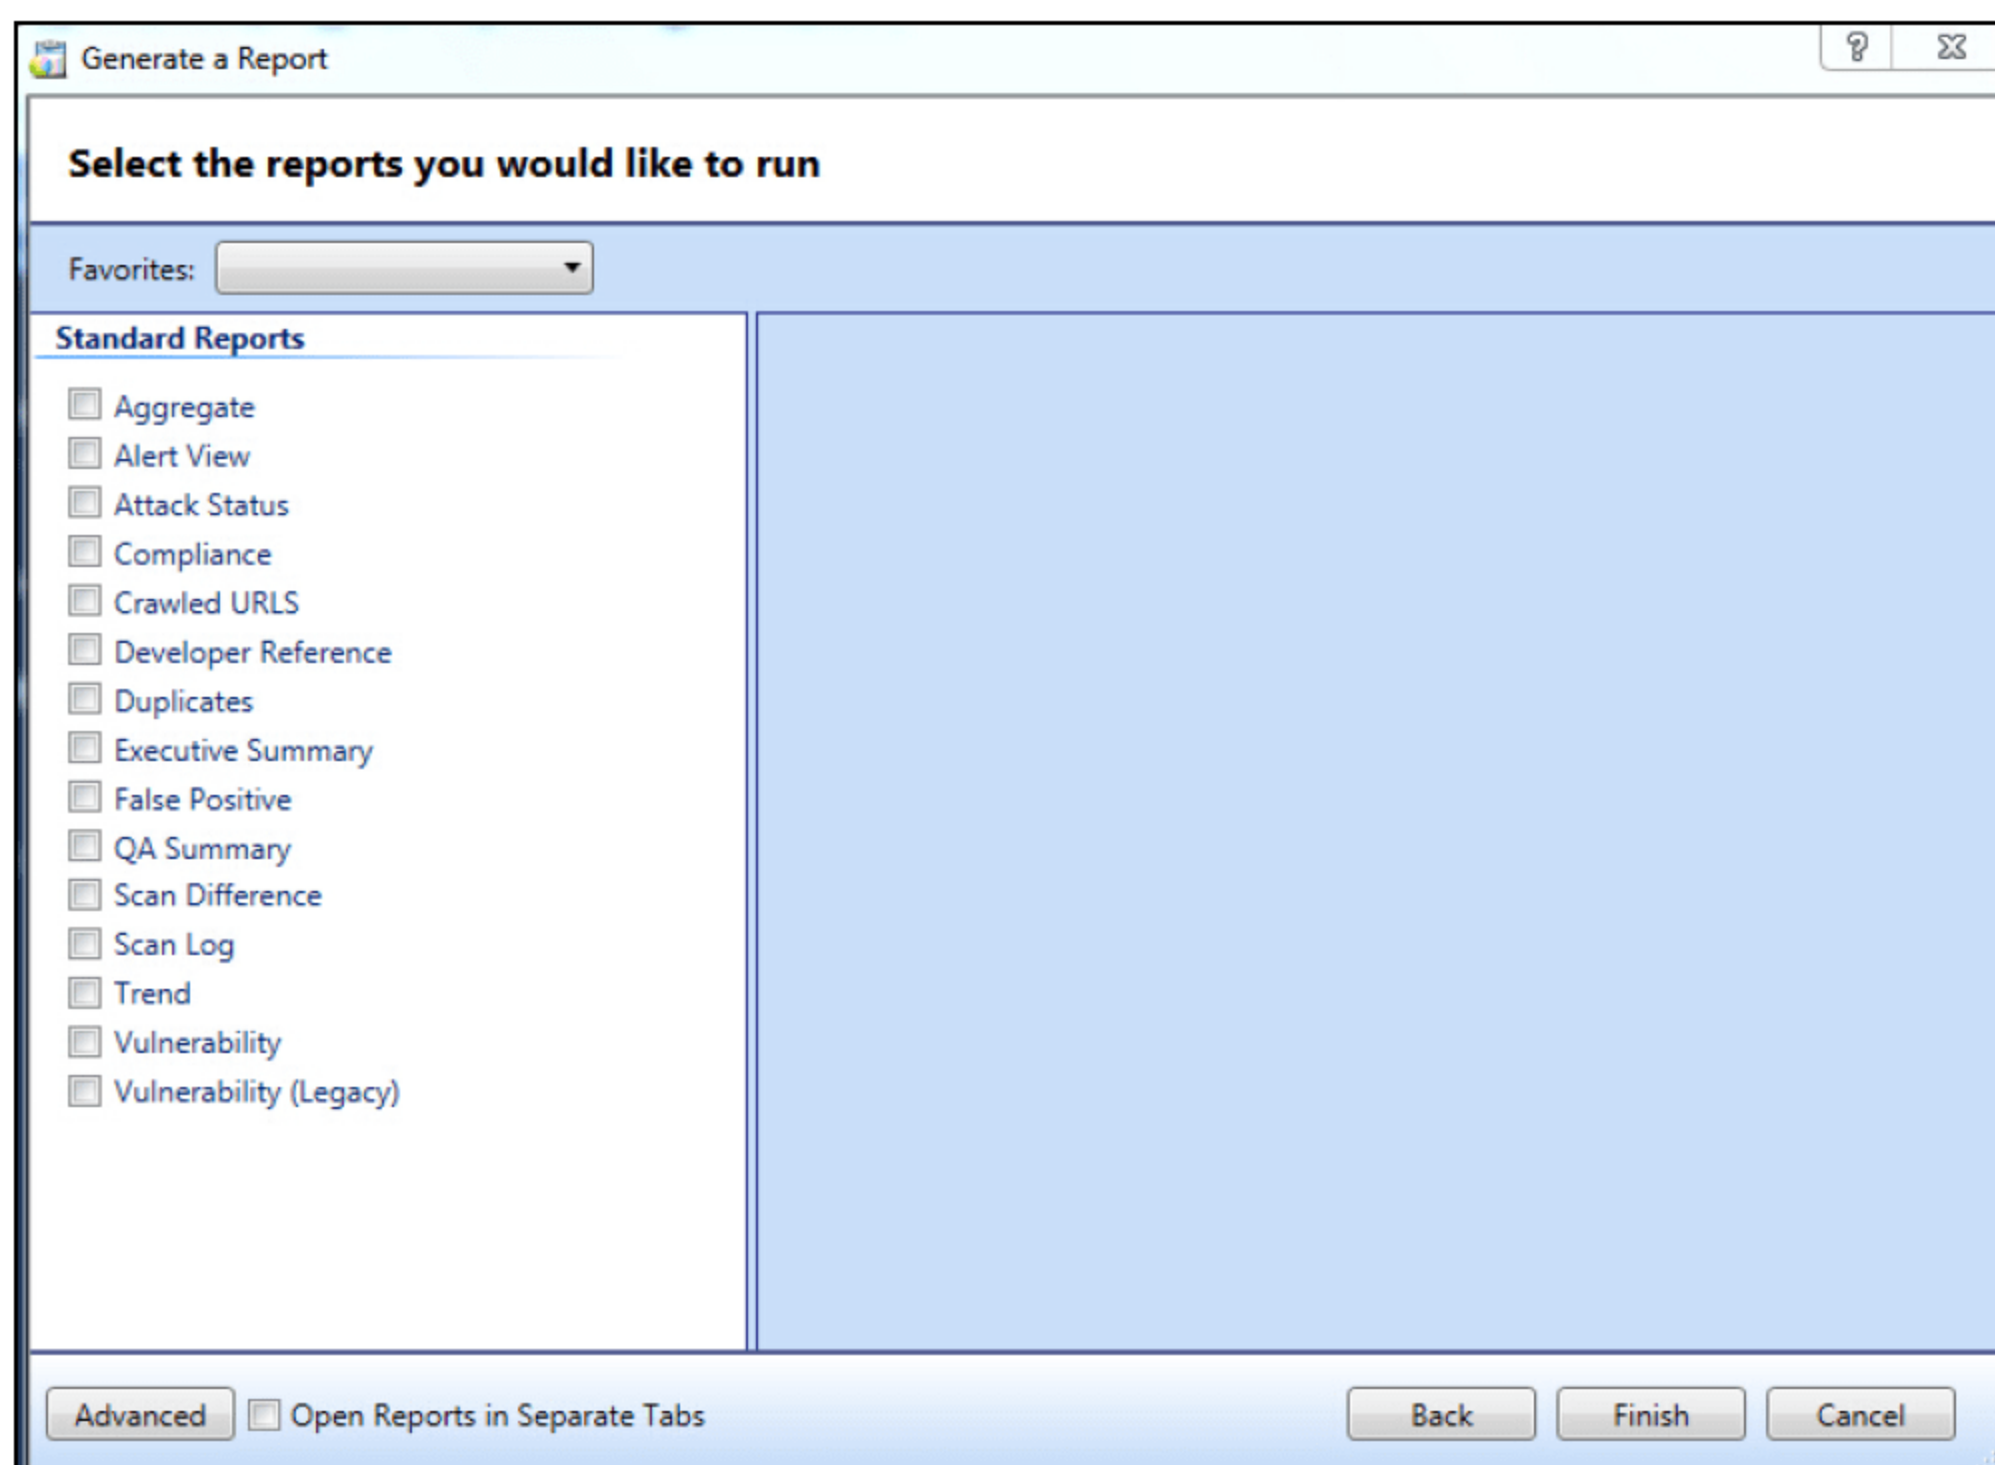 Generate a Report
Select the reports you would like to run
Favorites:
Standard Reports
Aggregate
Alert View
Attack Status
Compliance
Crawled URLS
Developer Reference
Duplicates
Executive Summary
False Positive
QA Summary
Scan Difference
Scan Log
Trend
Vulnerability
Vulnerability (Legacy)
Advanced Open Reports in Separate Tabs Back Finish Cancel